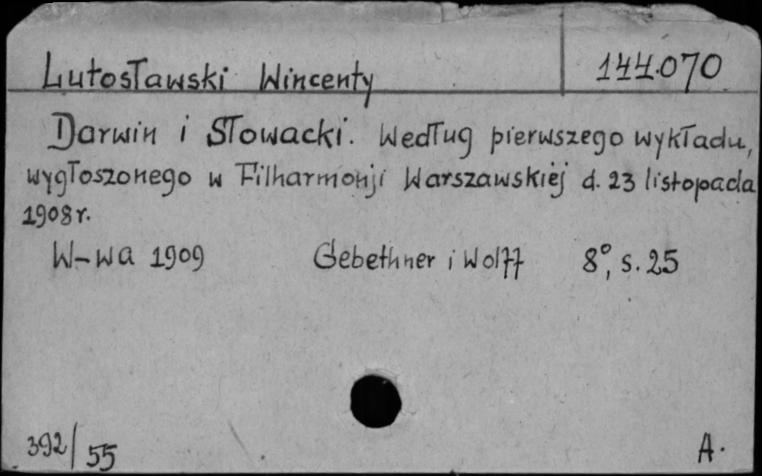 Lutosławski Wincenty 144.070
Darwin i Słowacki. Według pierwszego wykładu,
wygłoszonego w Filharmonji Warszawskiej d. 23 listopada
1908 r.
W-wa 1909 Gebethner i Wolff 8°, s. 25
392/55 A.